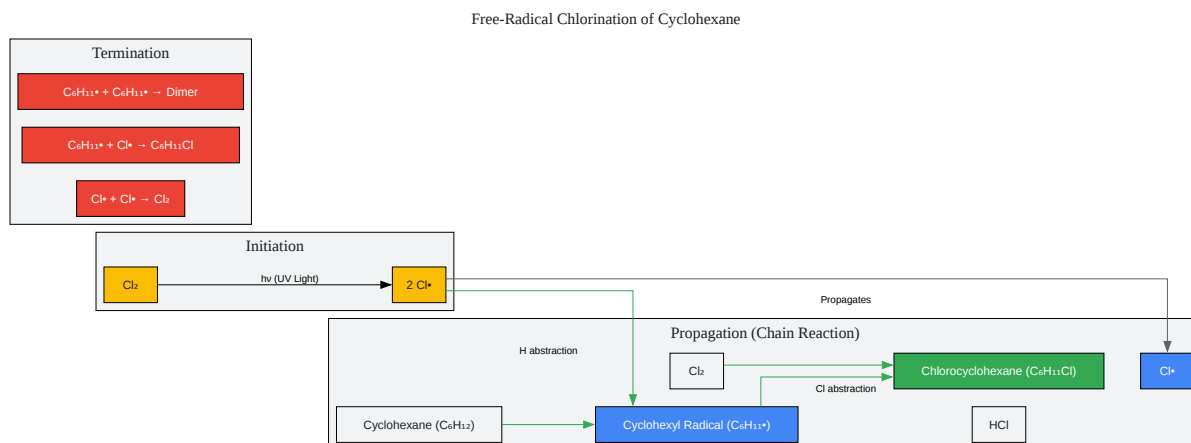 Free-Radical Chlorination of Cyclohexane
Termination
C₆H₁₁• + C₆H₁₁• → Dimer
C₆H₁₁• + Cl• → C₆H₁₁Cl
Cl• + Cl• → Cl₂
Initiation
Cl₂
hν (UV Light)
2 Cl•
Propagates
Propagation (Chain Reaction)
H abstraction
Cl₂
Chlorocyclohexane (C₆H₁₁Cl)
Cl•
Cl abstraction
Cyclohexane (C₆H₁₂)
Cyclohexyl Radical (C₆H₁₁•)
HCl